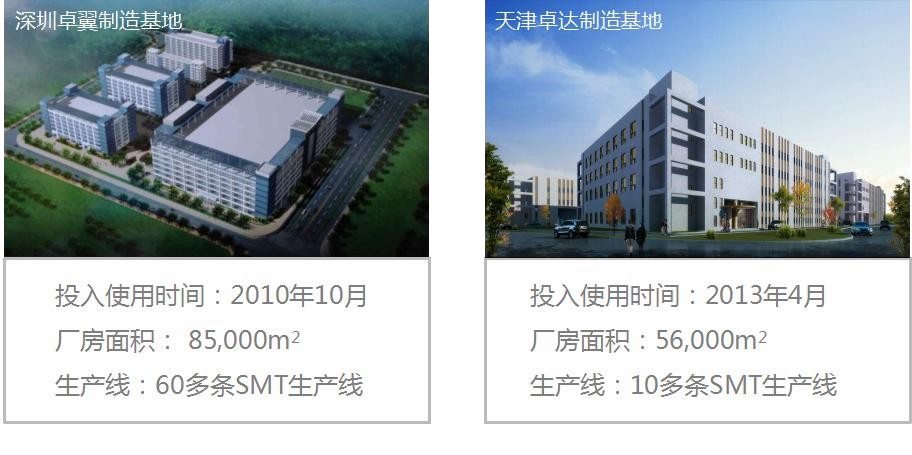 深圳卓翼制造基地
投入使用时间：2010年10月
厂房面积： 85,000m²
生产线：60多条SMT生产线
天津卓达制造基地
投入使用时间：2013年4月
厂房面积：56,000m²
生产线：10多条SMT生产线